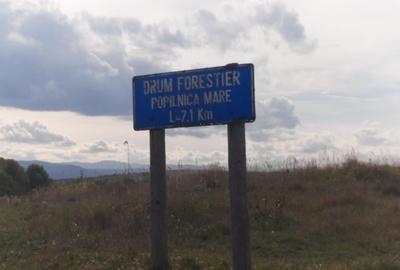 DRUM FORESTIER
POPILNICA MARE
L=7.1 Km